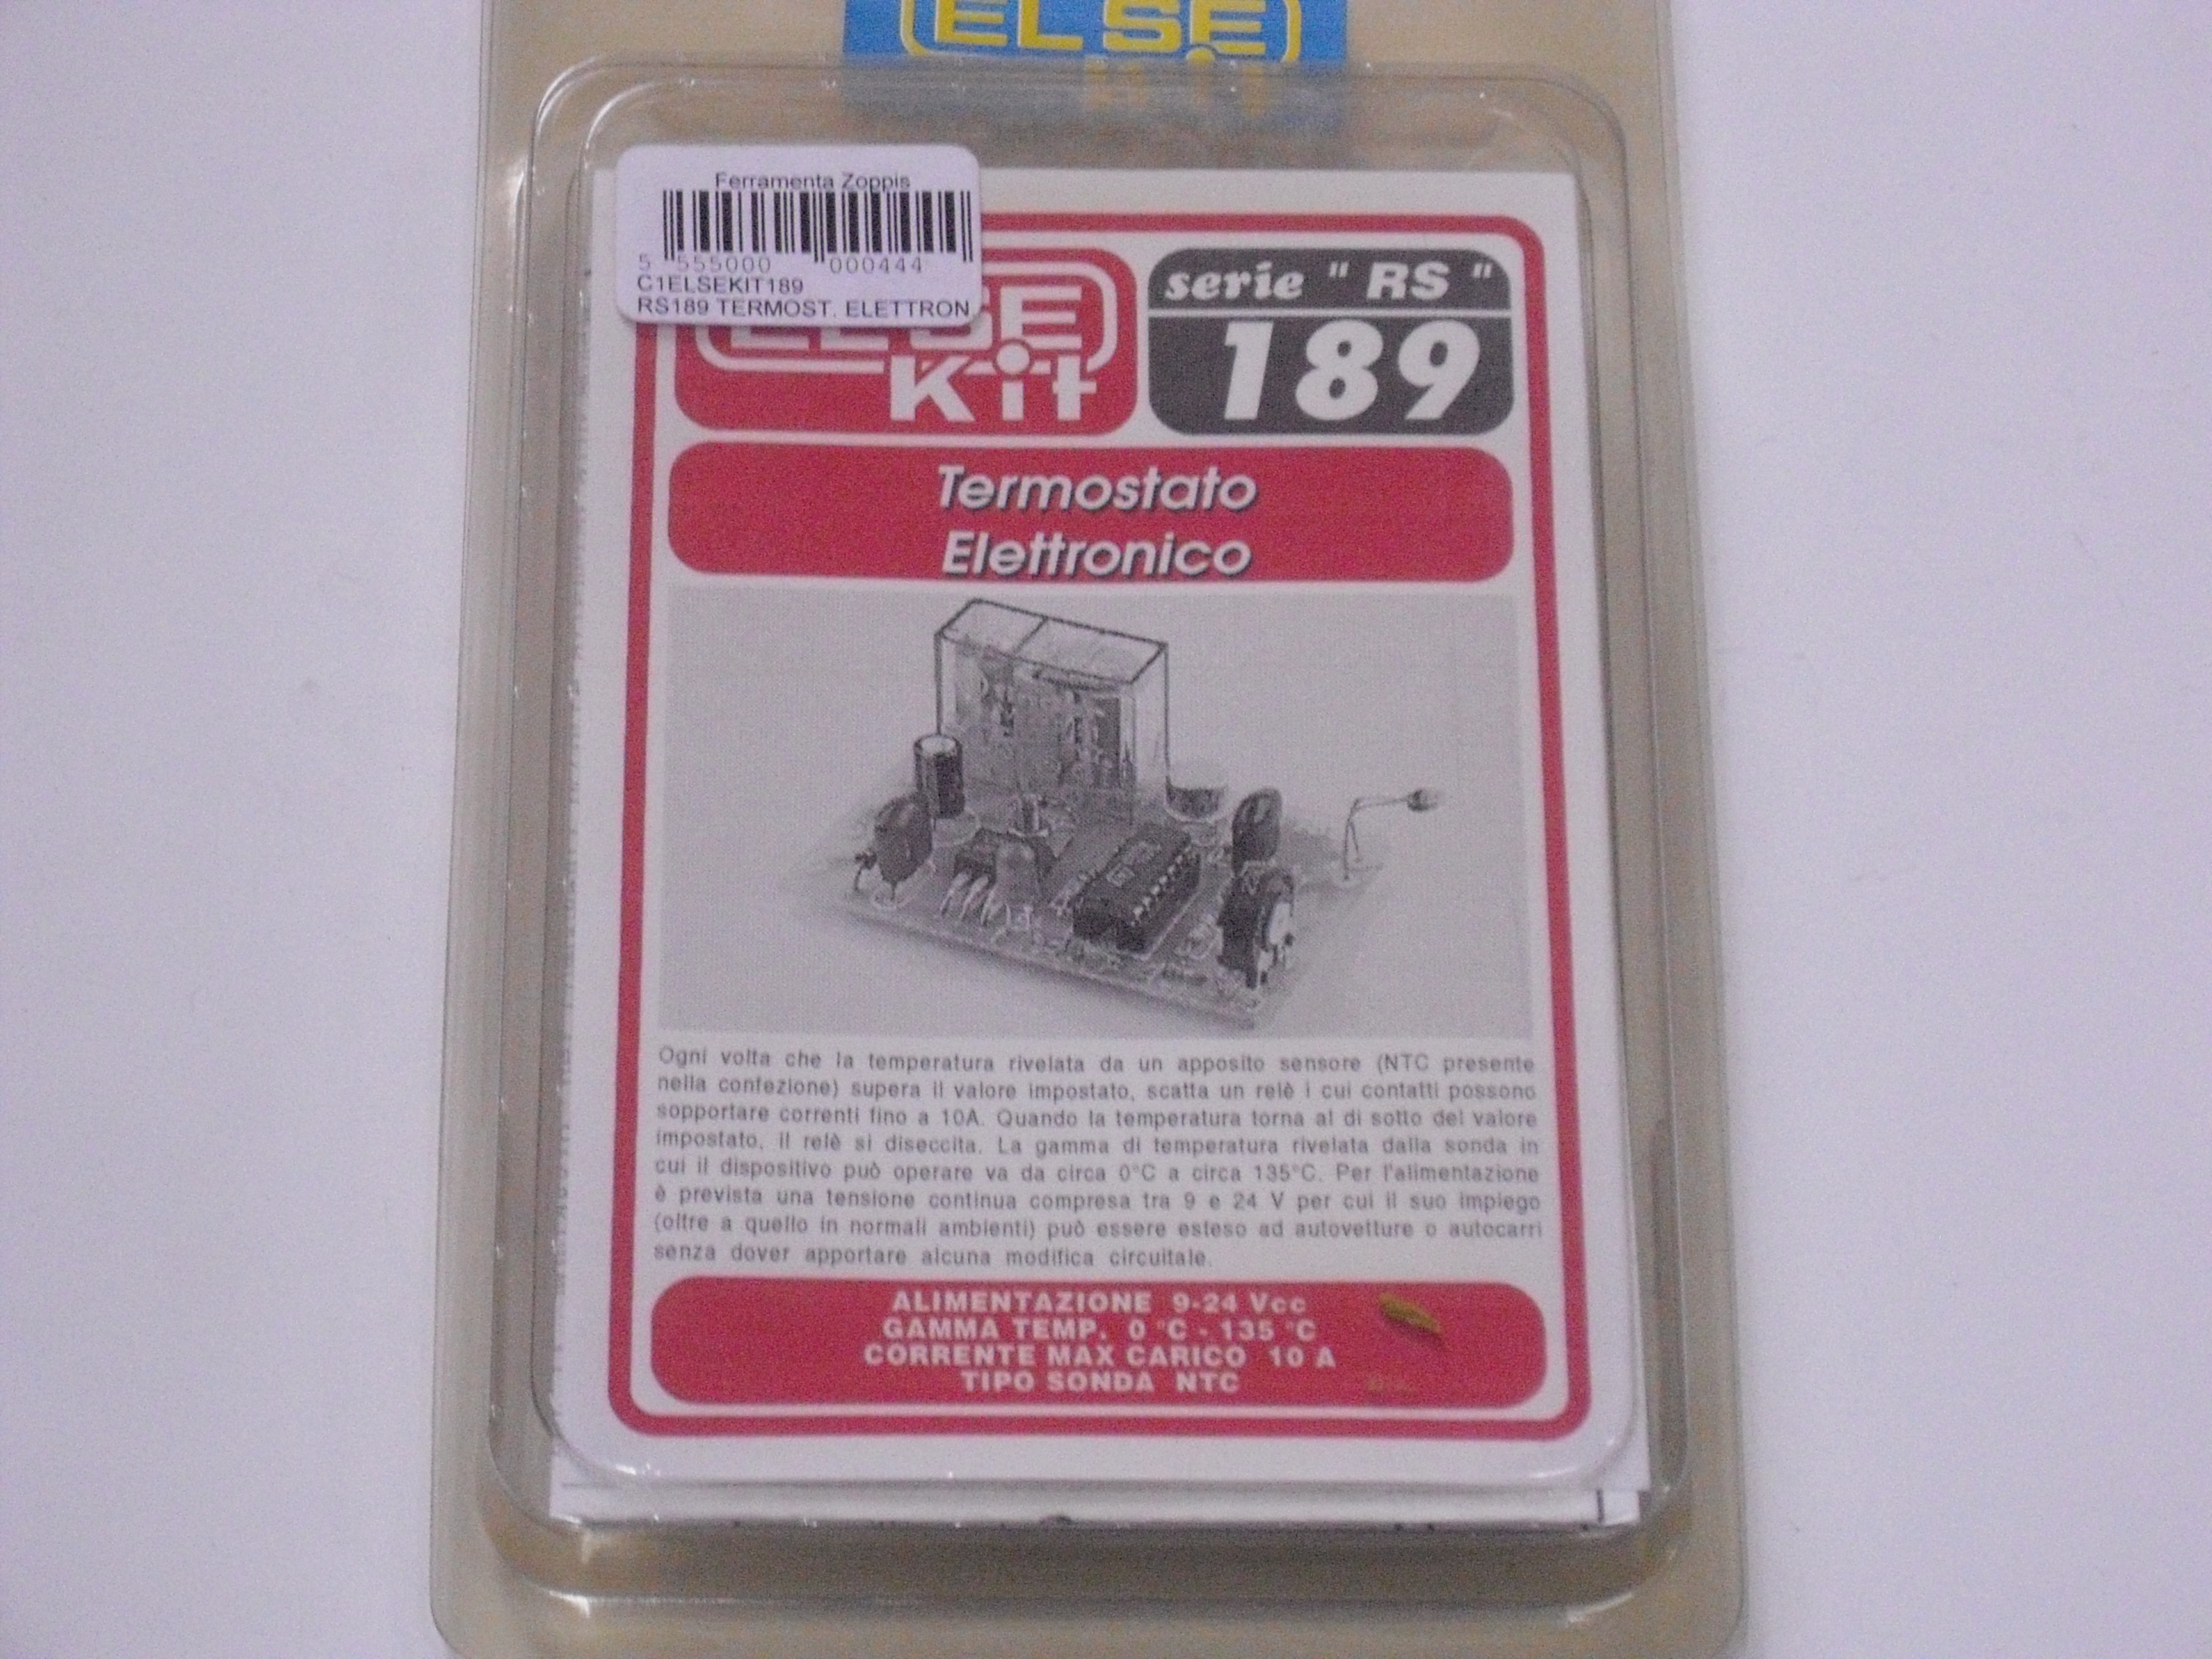 ELSE
Kit
Ferramenta Zoppis
5 555000 000444
C1ELSEKIT189
RS189 TERMOST. ELETTRON
ELSE
Kit
serie " RS "
189
Termostato
Elettronico
Ogni volta che la temperatura rivelata da un apposito sensore (NTC presente
nella confezione) supera il valore impostato, scatta un relè i cui contatti possono
sopportare correnti fino a 10A. Quando la temperatura torna al di sotto del valore
impostato, il relè si diseccita. La gamma di temperatura rivelata dalla sonda in
cui il dispositivo può operare va da circa 0°C a circa 135°C. Per l'alimentazione
è prevista una tensione continua compresa tra 9 e 24 V per cui il suo impiego
(oltre a quello in normali ambienti) può essere esteso ad autovetture o autocarri
senza dover apportare alcuna modifica circuitale.
ALIMENTAZIONE 9-24 Vcc
GAMMA TEMP. 0 °C - 135 °C
CORRENTE MAX CARICO 10 A
TIPO SONDA NTC